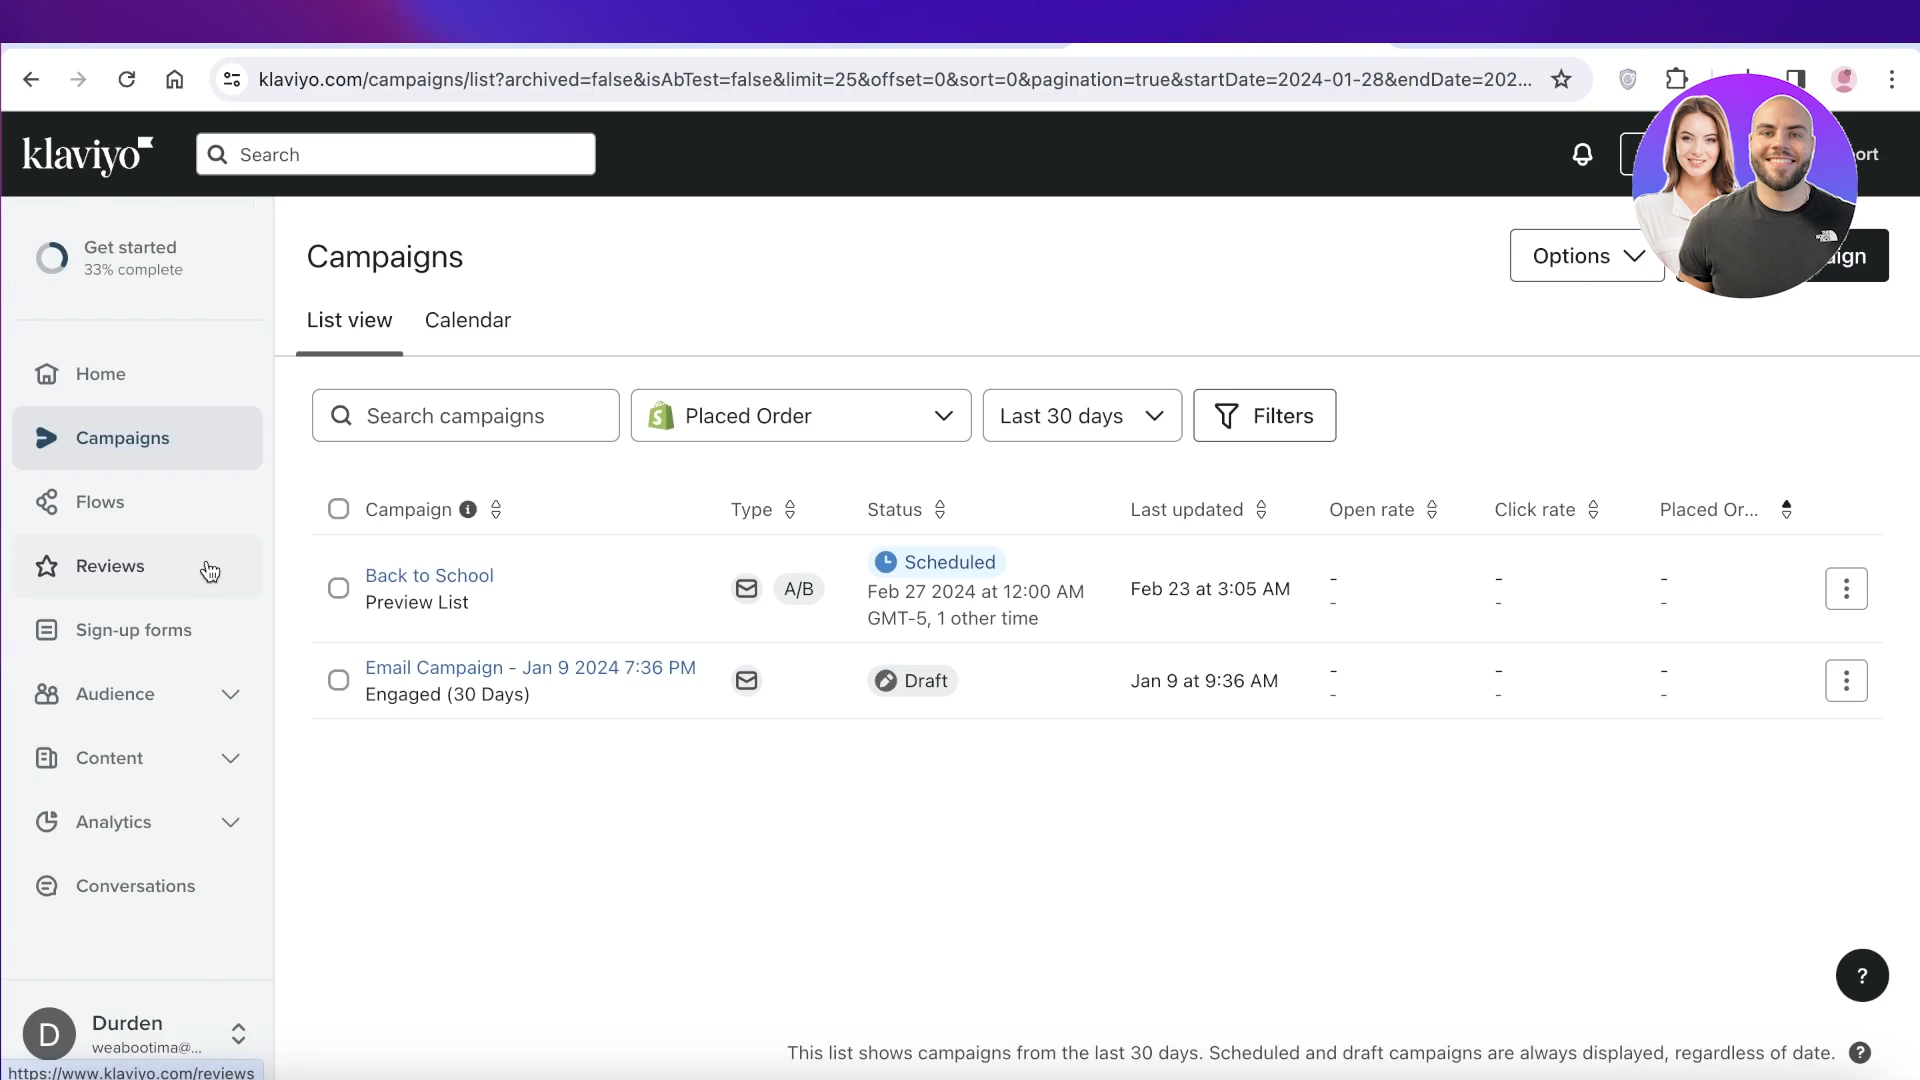 klaviyo.com/campaigns/list?archived=false&isAbTest=false&limit=25&offset=0&sort=0&pagination=true&startDate=2024-01-28&endDate=202...
klaviyo
Search
ort
Get started
33% complete
Campaigns
Options
aign
List view
Calendar
Home
Campaigns
Flows
Reviews
Sign-up forms
Audience
Content
Analytics
Conversations
Search campaigns
Placed Order
Last 30 days
Filters
Campaign
Type
Status
Last updated
Open rate
Click rate
Placed Or...
Back to School
Preview List
A/B
Scheduled
Feb 27 2024 at 12:00 AM
GMT-5, 1 other time
Feb 23 at 3:05 AM
-
-
-
-
-
-
Email Campaign - Jan 9 2024 7:36 PM
Engaged (30 Days)
Draft
Jan 9 at 9:36 AM
-
-
-
-
-
-
?
D
Durden
weabootima@...
This list shows campaigns from the last 30 days. Scheduled and draft campaigns are always displayed, regardless of date. ?
https://www.klaviyo.com/reviews